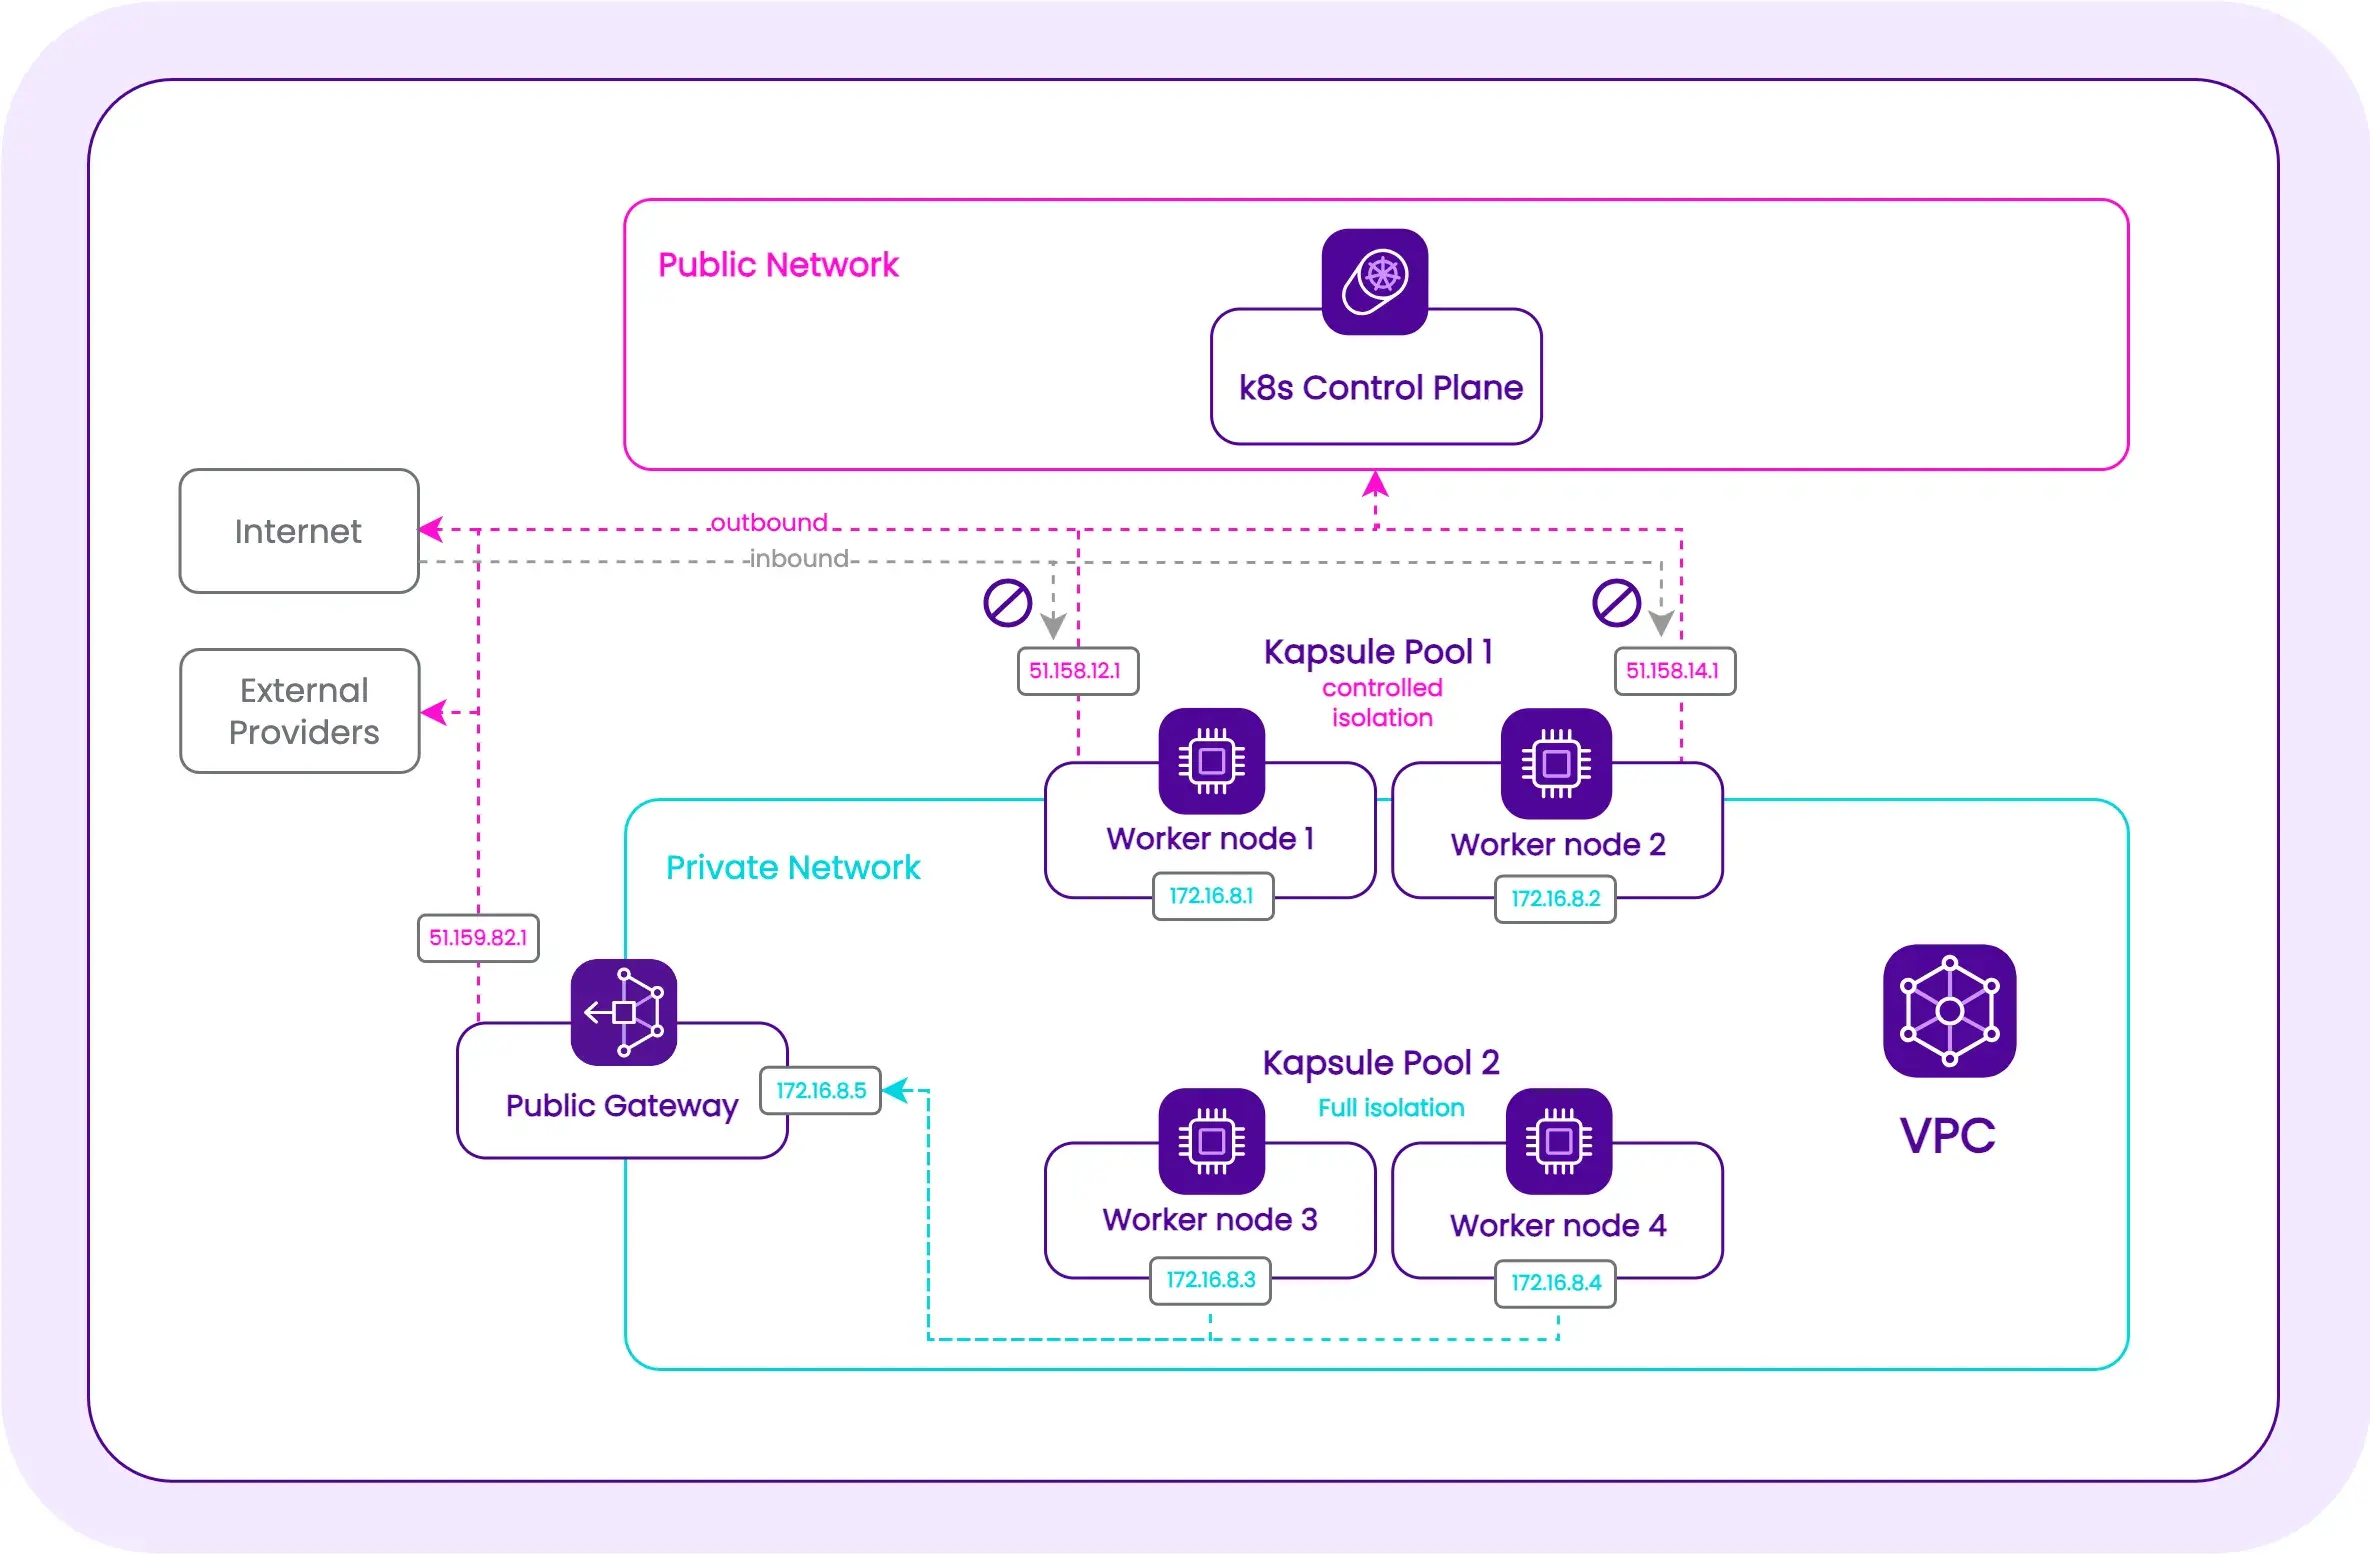 Public Network
k8s Control Plane
Internet
outbound
inbound
External
Providers
Kapsule Pool 1
controlled
isolation
51.158.12.1
51.158.14.1
Worker node 1
Worker node 2
172.16.8.1
172.16.8.2
Private Network
51.159.82.1
Public Gateway
172.16.8.5
Kapsule Pool 2
Full isolation
Worker node 3
Worker node 4
172.16.8.3
172.16.8.4
VPC